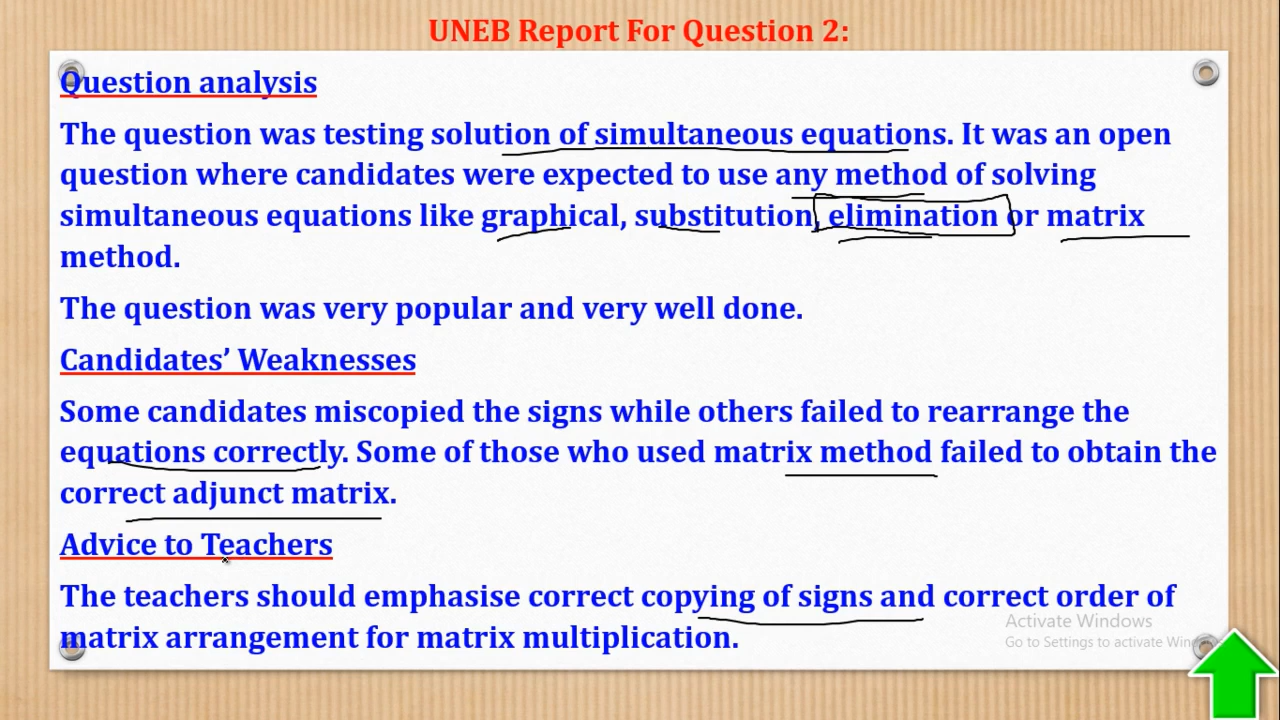 UNEB Report For Question 2:
Question analysis
The question was testing solution of simultaneous equations. It was an open
question where candidates were expected to use any method of solving
simultaneous equations like graphical, substitution, elimination or matrix
method.
The question was very popular and very well done.
Candidates’ Weaknesses
Some candidates miscopied the signs while others failed to rearrange the
equations correctly. Some of those who used matrix method failed to obtain the
correct adjunct matrix.
Advice to Teachers
The teachers should emphasise correct copying of signs and correct order of
matrix arrangement for matrix multiplication.
Activate Windows
Go to Settings to activate Windows.